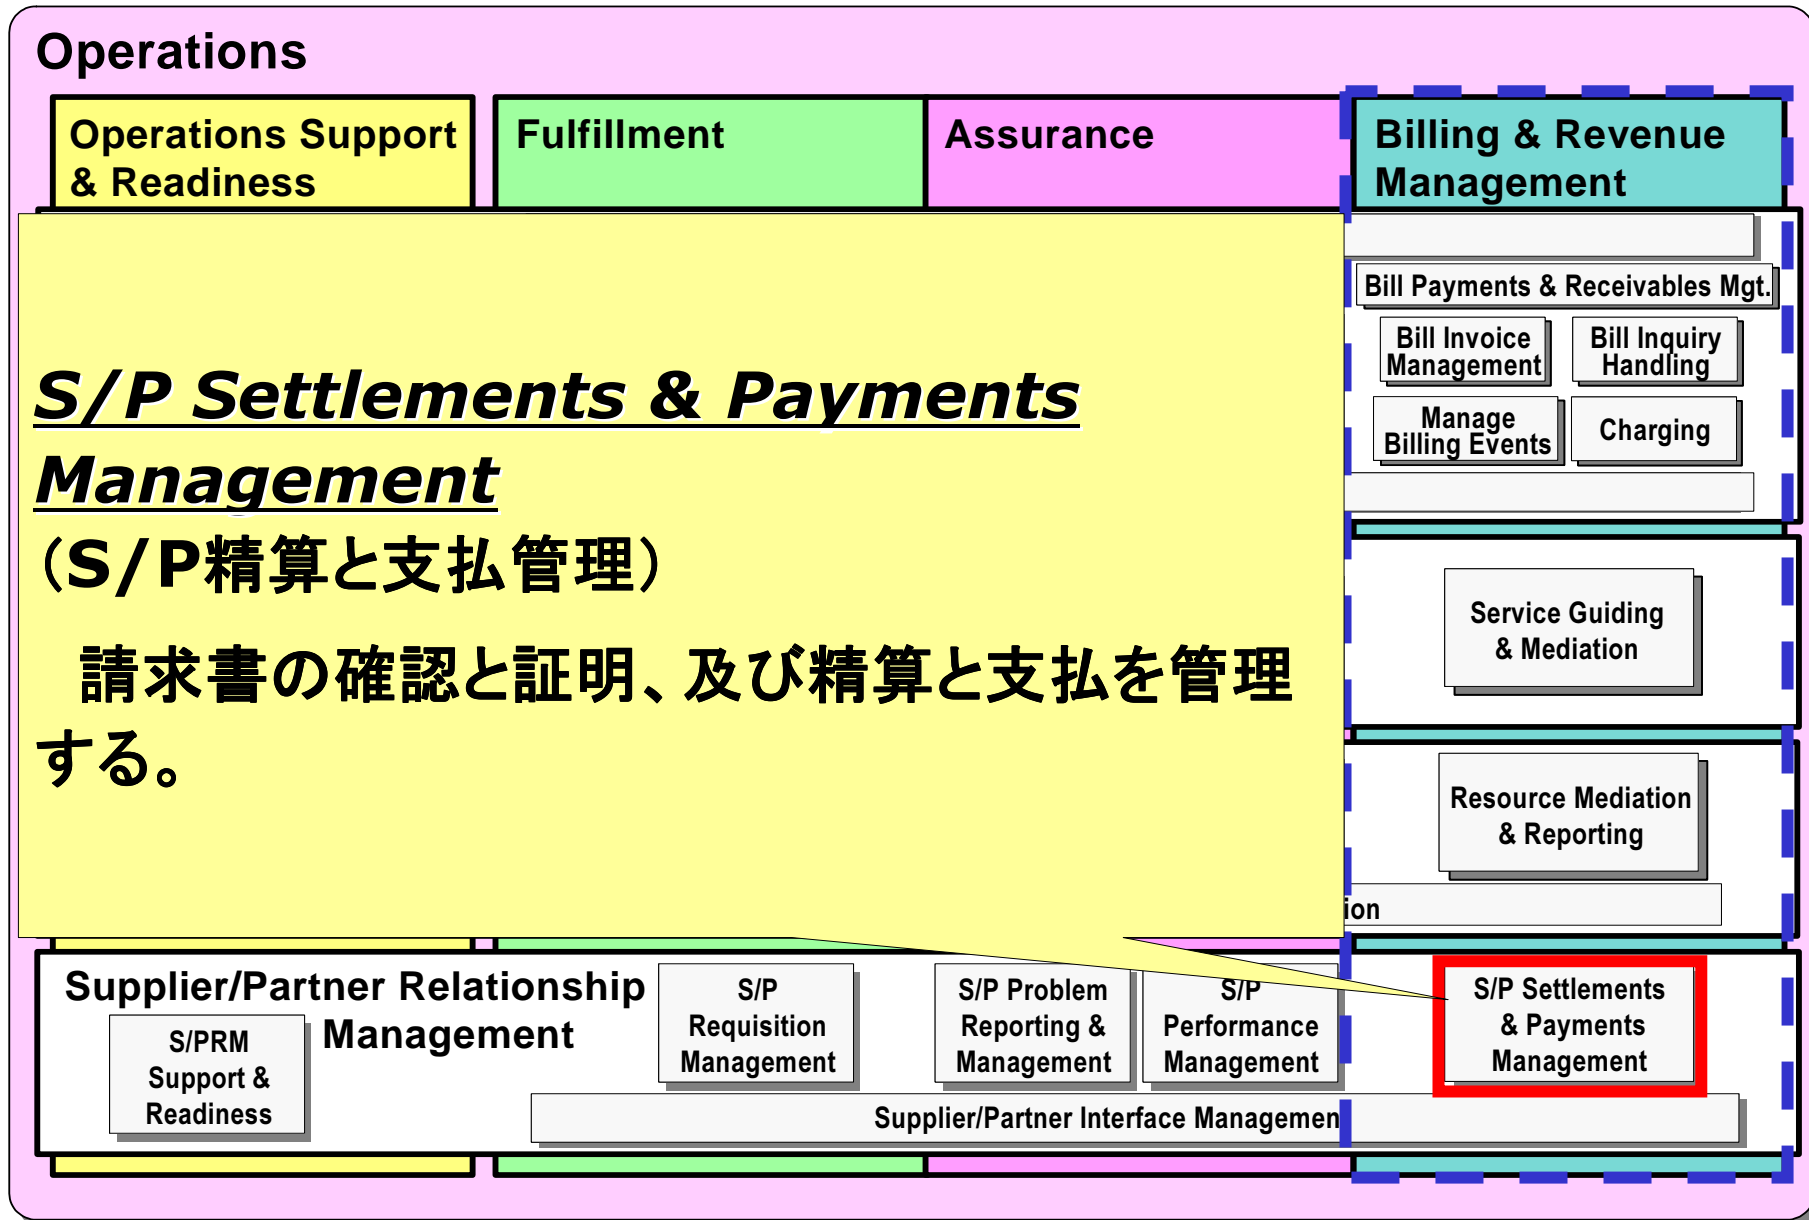 Operations
Operations Support
& Readiness
Fulfillment
Assurance
Billing & Revenue
Management
S/P Settlements & Payments
Management
（S/P精算と支払管理）
請求書の確認と証明、及び精算と支払を管理
する。
Bill Payments & Receivables Mgt.
Bill Invoice
Management
Bill Inquiry
Handling
Manage
Billing Events
Charging
Service Guiding
& Mediation
Resource Mediation
& Reporting
ion
Supplier/Partner Relationship
Management
S/PRM
Support &
Readiness
S/P
Requisition
Management
S/P Problem
Reporting &
Management
S/P
Performance
Management
S/P Settlements
& Payments
Management
Supplier/Partner Interface Managemen